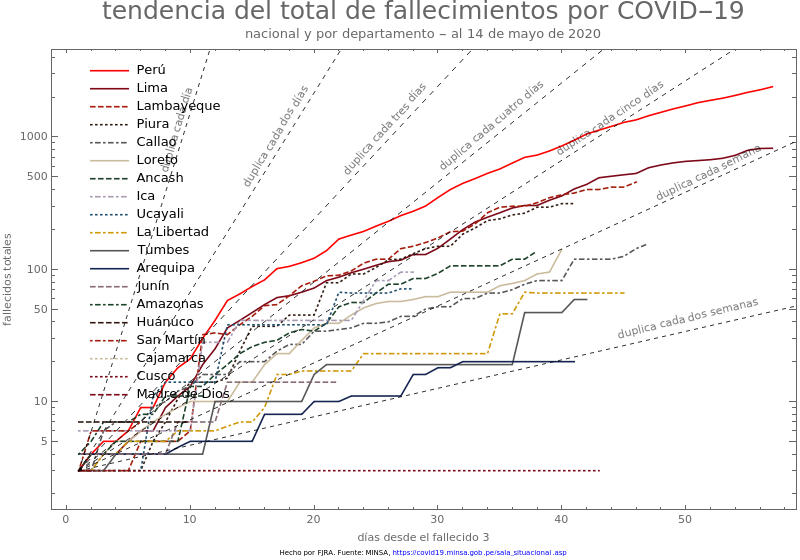 tendencia del total de fallecimientos por COVID−19
nacional y por departamento − al 14 de mayo de 2020
Perú
Lima
Lambayeque
Piura
Callao
Loreto
Ancash
Ica
Ucayali
La Libertad
Tumbes
Arequipa
Junín
Amazonas
Huánuco
San Martín
Cajamarca
Cusco
Madre de Dios
duplica cada día
duplica cada dos días
duplica cada tres días
duplica cada cuatro días
duplica cada cinco días
duplica cada semana
duplica cada dos semanas
fallecidos totales
1000
500
100
50
10
5
0 10 20 30 40 50
días desde el fallecido 3
Hecho por FJRA. Fuente: MINSA, https://covid19.minsa.gob.pe/sala_situacional.asp